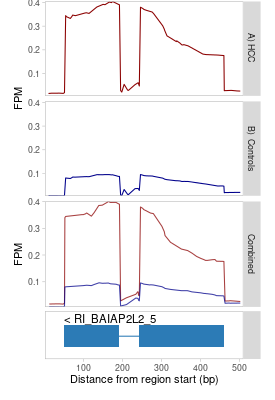 0.4
0.3
0.2
0.1
A) HCC
FPM
0.4
0.3
0.2
0.1
B) Controls
0.4
0.3
0.2
0.1
Combined
FPM
< RI_BAIAP2L2_5
100 200 300 400 500
Distance from region start (bp)